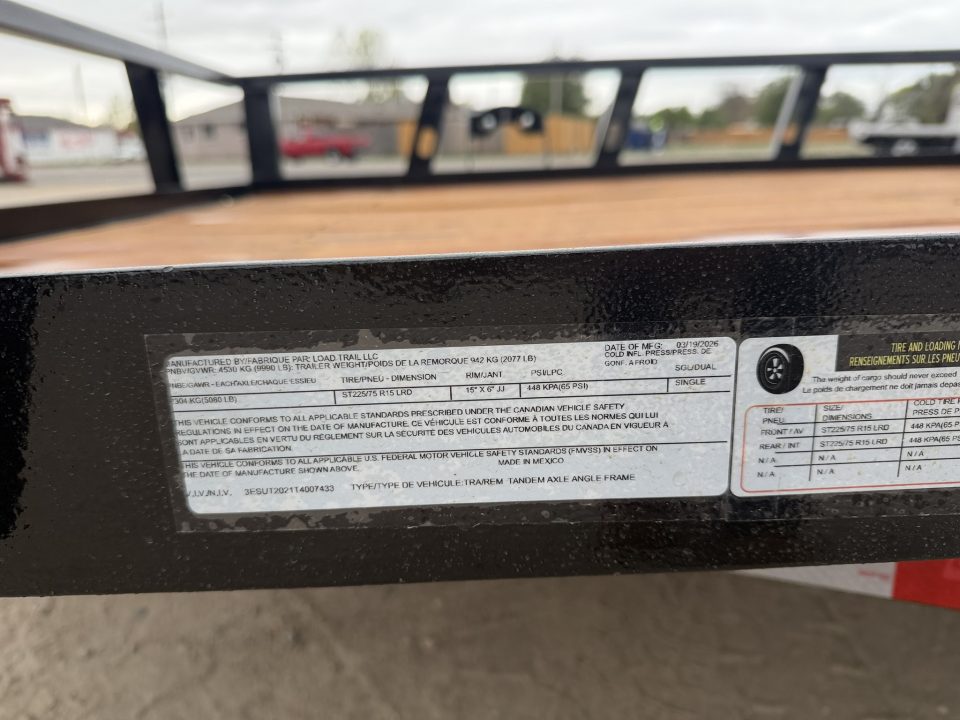 MANUFACTURED BY/FABRIQUE PAR: LOAD TRAIL LLC
DATE OF MFG: 03/19/2026
PNBV/GVWR: 4530 KG (9990 LB): TRAILER WEIGHT/POIDS DE LA REMORQUE 942 KG (2077 LB)
COLD INFL. PRESS/PRESS. DE
GONF. A FROID
PNBE/GAWR - EACH AXLE/CHAQUE ESSIEU TIRE/PNEU - DIMENSION RIM/JANT PSI/LPC SGL/DUAL
2304 KG(5080 LB) ST225/75 R15 LRD 15" X 6" JJ 448 KPA(65 PSI) SINGLE
THIS VEHICLE CONFORMS TO ALL APPLICABLE STANDARDS PRESCRIBED UNDER THE CANADIAN VEHICLE SAFETY
REGULATIONS IN EFFECT ON THE DATE OF MANUFACTURE. CE VÉHICULE EST CONFORME À TOUTES LES NORMES QUI LUI
SONT APPLICABLES EN VERTU DU RÈGLEMENT SUR LA SÉCURITÉ DES VÉHICULES AUTOMOBILES DU CANADA EN VIGUEUR À
LA DATE DE SA FABRICATION.
THIS VEHICLE CONFORMS TO ALL APPLICABLE U.S. FEDERAL MOTOR VEHICLE SAFETY STANDARDS (FMVSS) IN EFFECT ON
THE DATE OF MANUFACTURE SHOWN ABOVE. MADE IN MEXICO
V.I.V./N.I.V. 3ESUT2021T4007433 TYPE/TYPE DE VEHICULE:TRA/REM TANDEM AXLE ANGLE FRAME
TIRE AND LOADING
RENSEIGNEMENTS SUR LES PNEU
The weight of cargo should never exceed
Le poids de chargement ne doit jamais
TIRE/ SIZE/ COLD TIRE
PNEU DIMENSIONS PRESS DE
FRONT / AV ST225/75 R15 LRD 448 KPA(65
REAR / INT ST225/75 R15 LRD 448 KPA(65
N / A N / A N / A
N / A N / A N / A